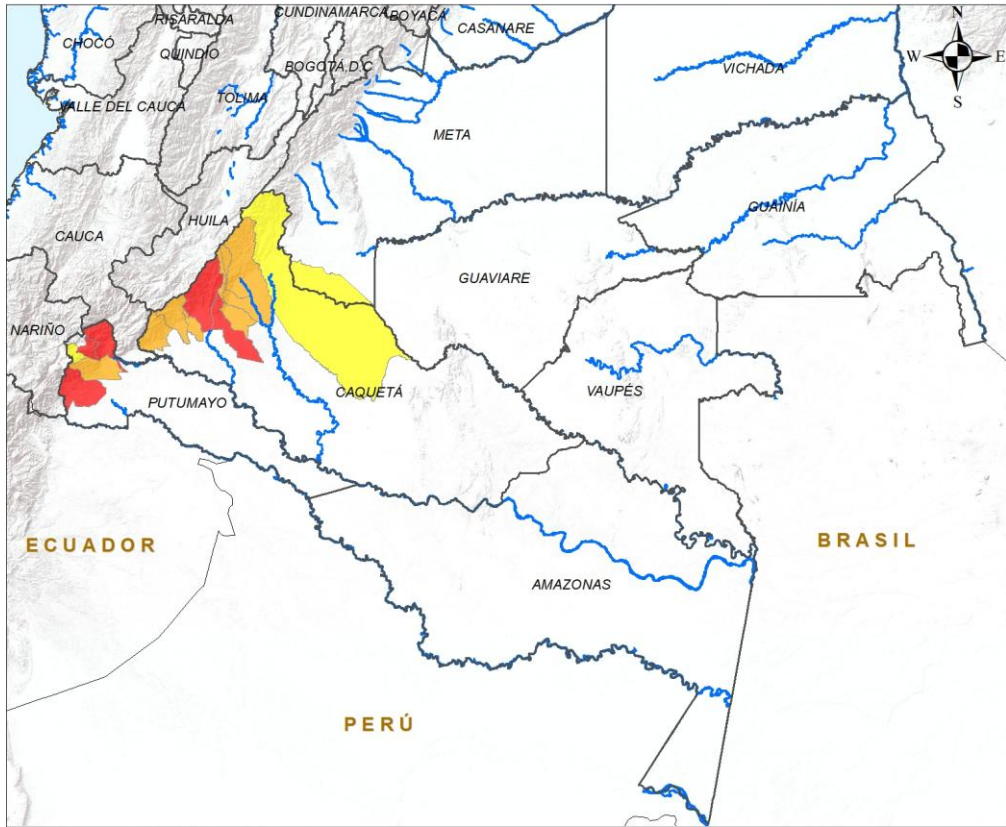 CUNDINAMARCA
BOYACÁ
RISARALDA
CASANARE
N
CHOCÓ
QUINDÍO
BOGOTÁ D.C
W
E
VICHADA
S
VALLE DEL CAUCA
TOLIMA
META
HUILA
GUAINÍA
CAUCA
GUAVIARE
NARIÑO
VAUPÉS
CAQUETÁ
PUTUMAYO
ECUADOR
BRASIL
AMAZONAS
PERÚ